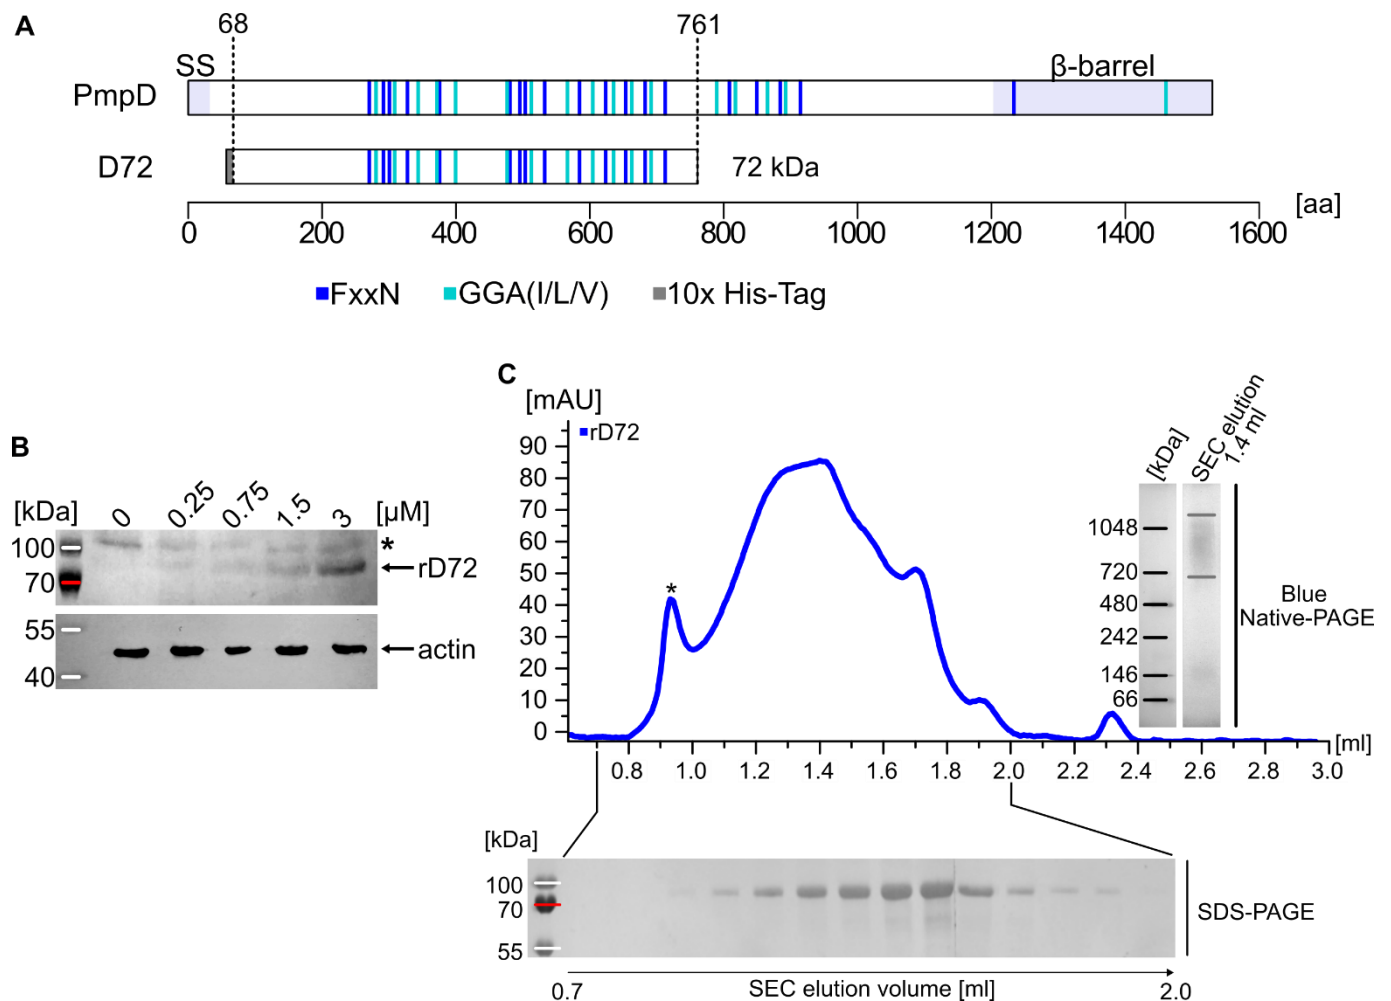 A
68 761
SS β-barrel
PmpD
D72 72 kDa
[aa]
0 200 400 600 800 1000 1200 1400 1600
FxxN GGA(I/L/V) 10x His-Tag
B
[kDa] 0 0.25 0.75 1.5 3 [µM]
100 *
70 rD72
55
actin
40
C
[mAU]
rD72
90
80
70
60
50
40
30
20
10
0
*
0.8 1.0 1.2 1.4 1.6 1.8 2.0 2.2 2.4 2.6 2.8 3.0
[ml]
[kDa] SEC elution
1.4 ml
1048
720
480
242
146
66
Blue
Native-PAGE
[kDa]
100
70
55
SDS-PAGE
0.7 SEC elution volume [ml] 2.0